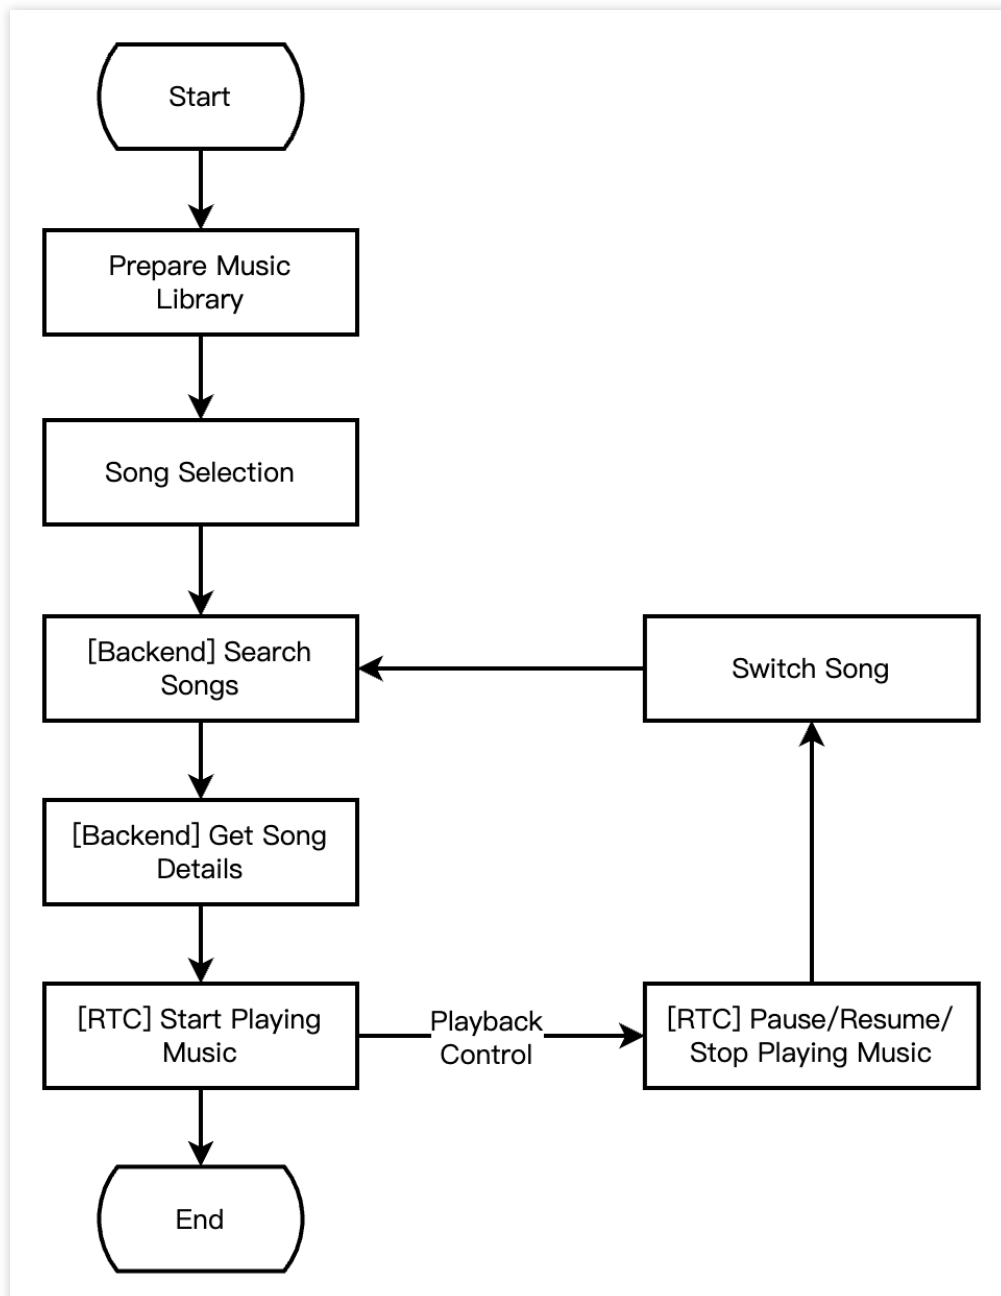 Start
Prepare Music
Library
Song Selection
[Backend] Search
Songs
Switch Song
[Backend] Get Song
Details
[RTC] Start Playing
Music
Playback
Control
[RTC] Pause/Resume/
Stop Playing Music
End